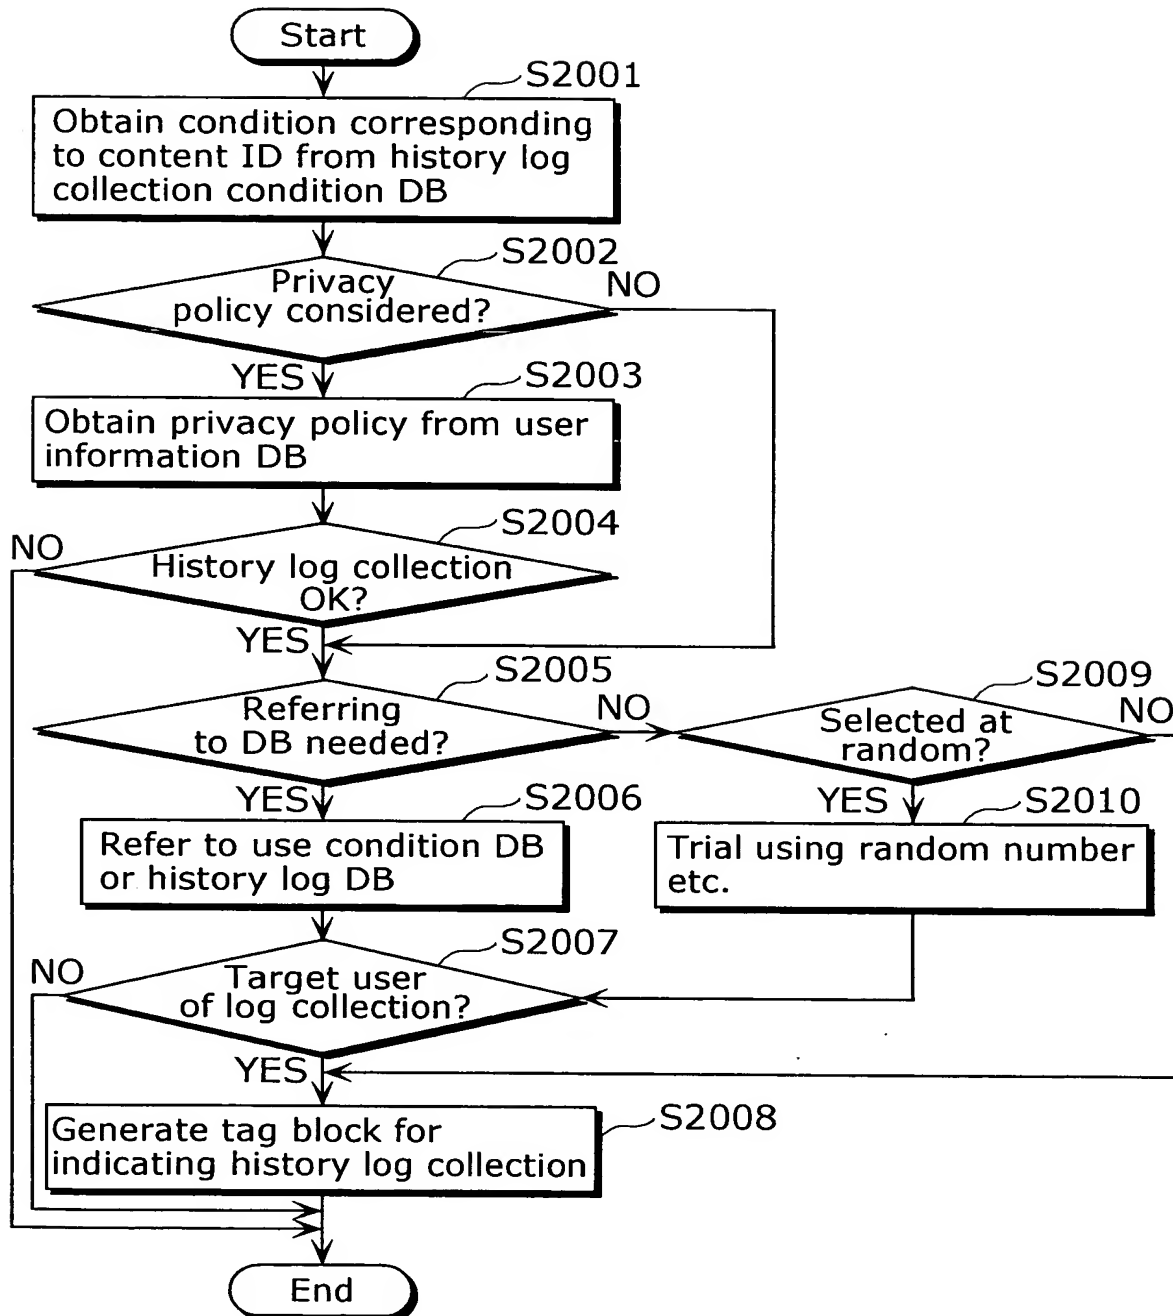 Start
S2001
Obtain condition corresponding
to content ID from history log
collection condition DB
S2002
Privacy
policy considered?
NO
YES
S2003
Obtain privacy policy from user
information DB
S2004
NO
History log collection
OK?
YES
S2005
Referring
to DB needed?
NO
S2009
Selected at
random?
NO
YES
S2006
Refer to use condition DB
or history log DB
YES
S2010
Trial using random number
etc.
S2007
NO
Target user
of log collection?
YES
S2008
Generate tag block for
indicating history log collection
End